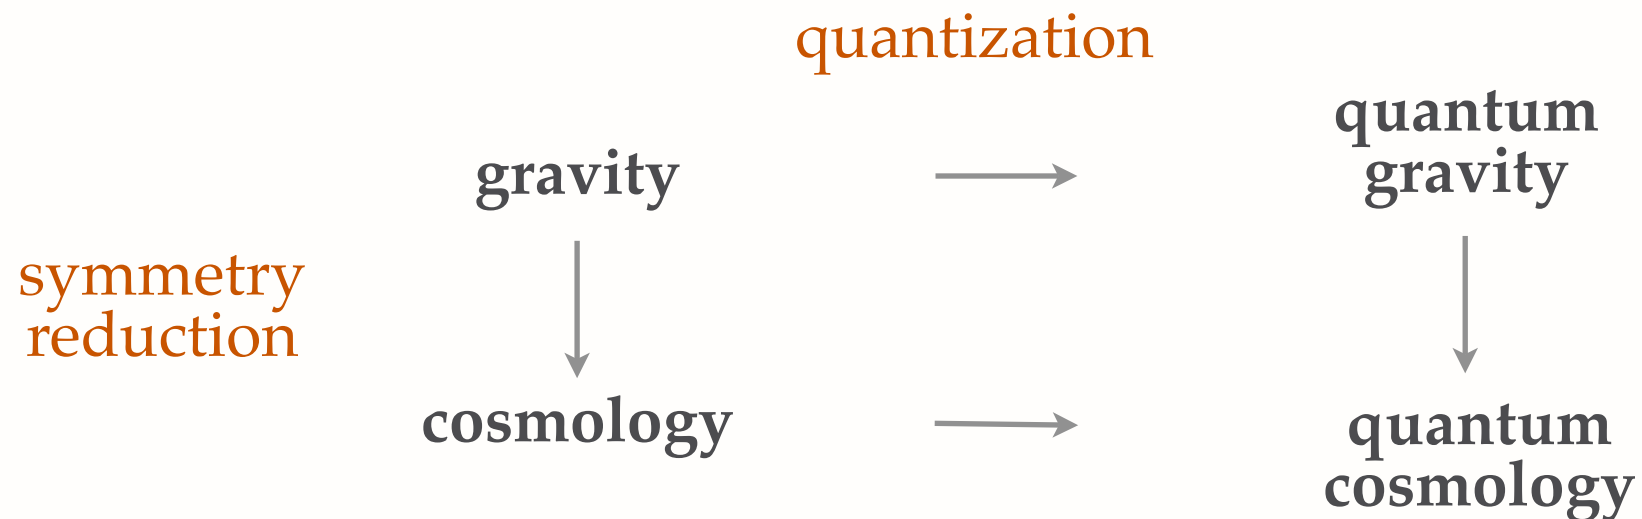 quantization
gravity
quantum
gravity
symmetry
reduction
cosmology
quantum
cosmology